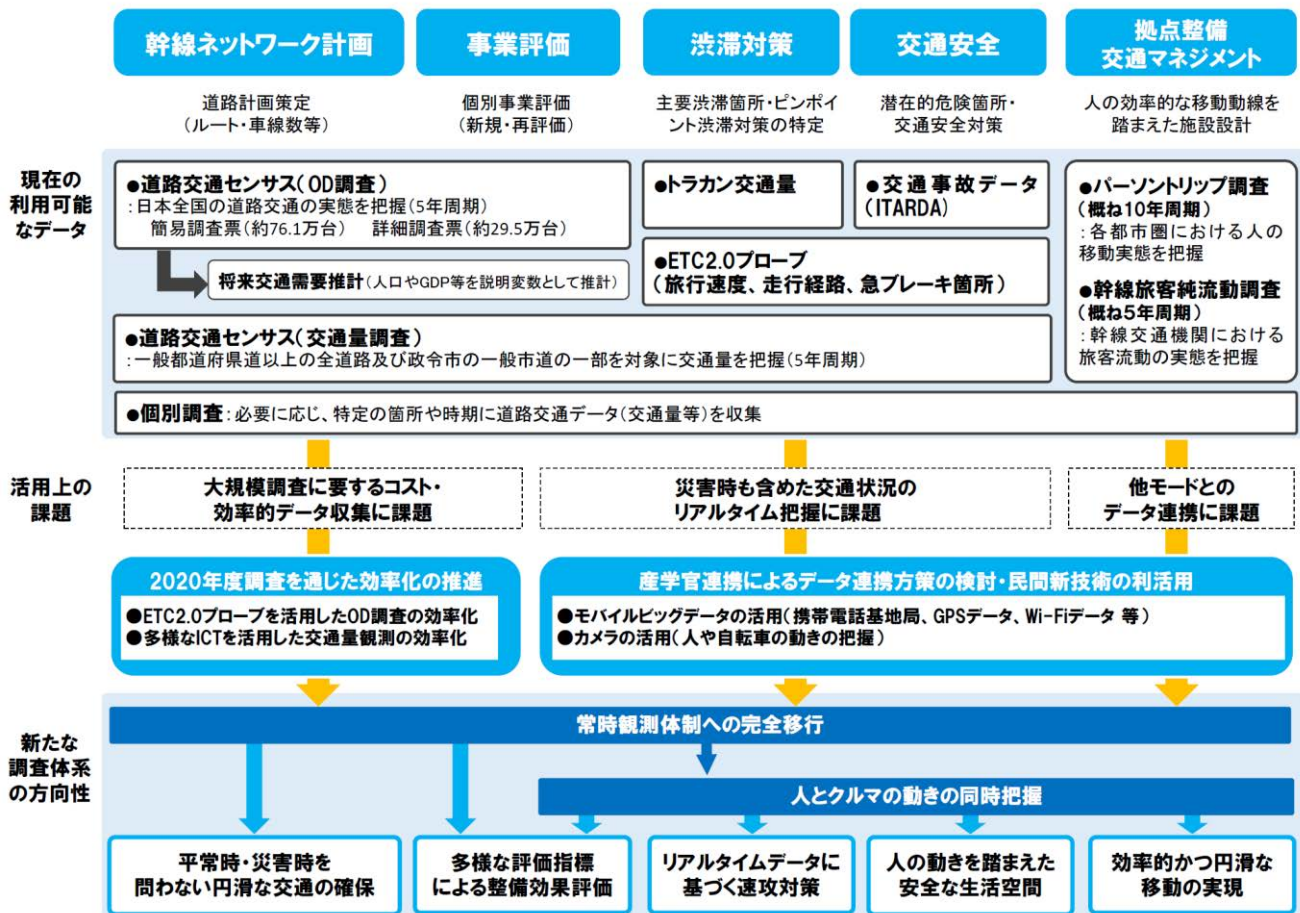 幹線ネットワーク計画
事業評価
渋滞対策
交通安全
拠点整備
交通マネジメント
道路計画策定
(ルート・車線数等)
個別事業評価
(新規・再評価)
主要渋滞箇所・ピンポイ
ント渋滞対策の特定
潜在的危険箇所・
交通安全対策
人の効率的な移動動線を
踏まえた施設設計
現在の
利用可能
なデータ
●道路交通センサス(OD調査)
:日本全国の道路交通の実態を把握(5年周期)
簡易調査票(約76.1万台) 詳細調査票(約29.5万台)
将来交通需要推計(人口やGDP等を説明変数として推計)
●トラカン交通量
●交通事故データ
(ITARDA)
●ETC2.0プローブ
(旅行速度、走行経路、急ブレーキ箇所)
●道路交通センサス(交通量調査)
:一般都道府県道以上の全道路及び政令市の一般市道の一部を対象に交通量を把握(5年周期)
●パーソントリップ調査
(概ね10年周期)
:各都市圏における人の
移動実態を把握
●幹線旅客純流動調査
(概ね5年周期)
:幹線交通機関における
旅客流動の実態を把握
●個別調査:必要に応じ、特定の箇所や時期に道路交通データ(交通量等)を収集
活用上の
課題
大規模調査に要するコスト・
効率的データ収集に課題
災害時も含めた交通状況の
リアルタイム把握に課題
他モードとの
データ連携に課題
2020年度調査を通じた効率化の推進
●ETC2.0プローブを活用したOD調査の効率化
●多様なICTを活用した交通量観測の効率化
産学官連携によるデータ連携方策の検討・民間新技術の利活用
●モバイルビッグデータの活用(携帯電話基地局、GPSデータ、Wi-Fiデータ 等)
●カメラの活用(人や自転車の動きの把握)
新たな
調査体系
の方向性
常時観測体制への完全移行
人とクルマの動きの同時把握
平常時・災害時を
問わない円滑な交通の確保
多様な評価指標
による整備効果評価
リアルタイムデータに
基づく速攻対策
人の動きを踏まえた
安全な生活空間
効率的かつ円滑な
移動の実現